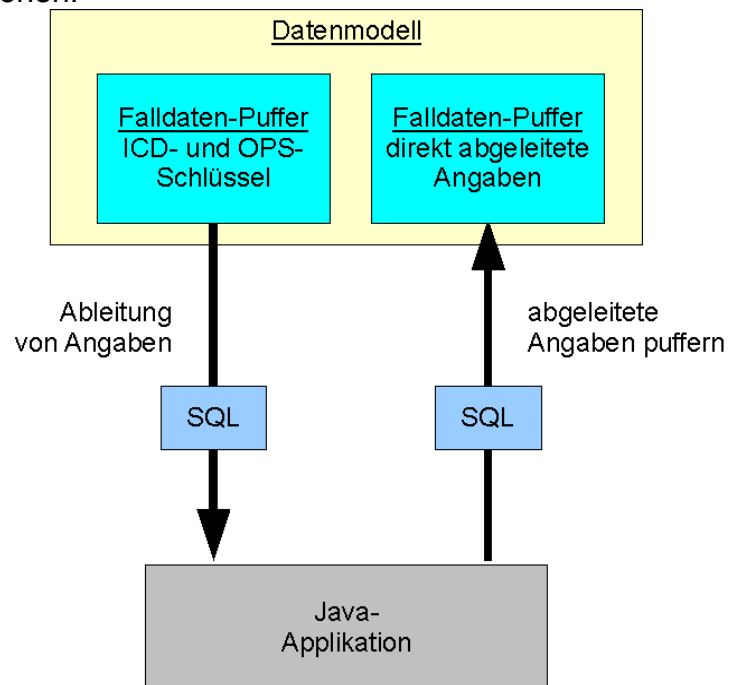 Datenmodell
Falldaten-Puffer
ICD- und OPS-
Schlüssel
Falldaten-Puffer
direkt abgeleitete
Angaben
Ableitung
von Angaben
abgeleitete
Angaben puffern
SQL
SQL
Java-
Applikation